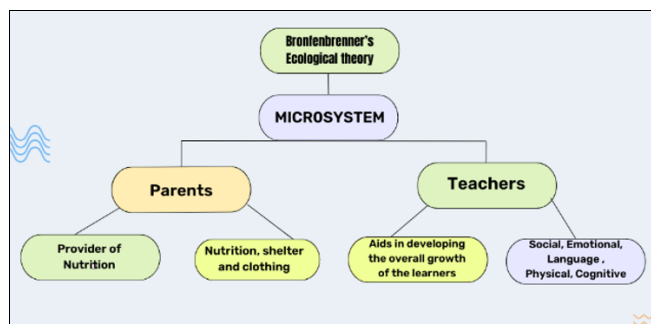 Bronfenbrenner's
Ecological theory
MICROSYSTEM
Parents
Teachers
Provider of
Nutrition
Nutrition, shelter
and clothing
Aids in developing
the overall growth
of the learners
Social, Emotional,
Language ,
Physical, Cognitive